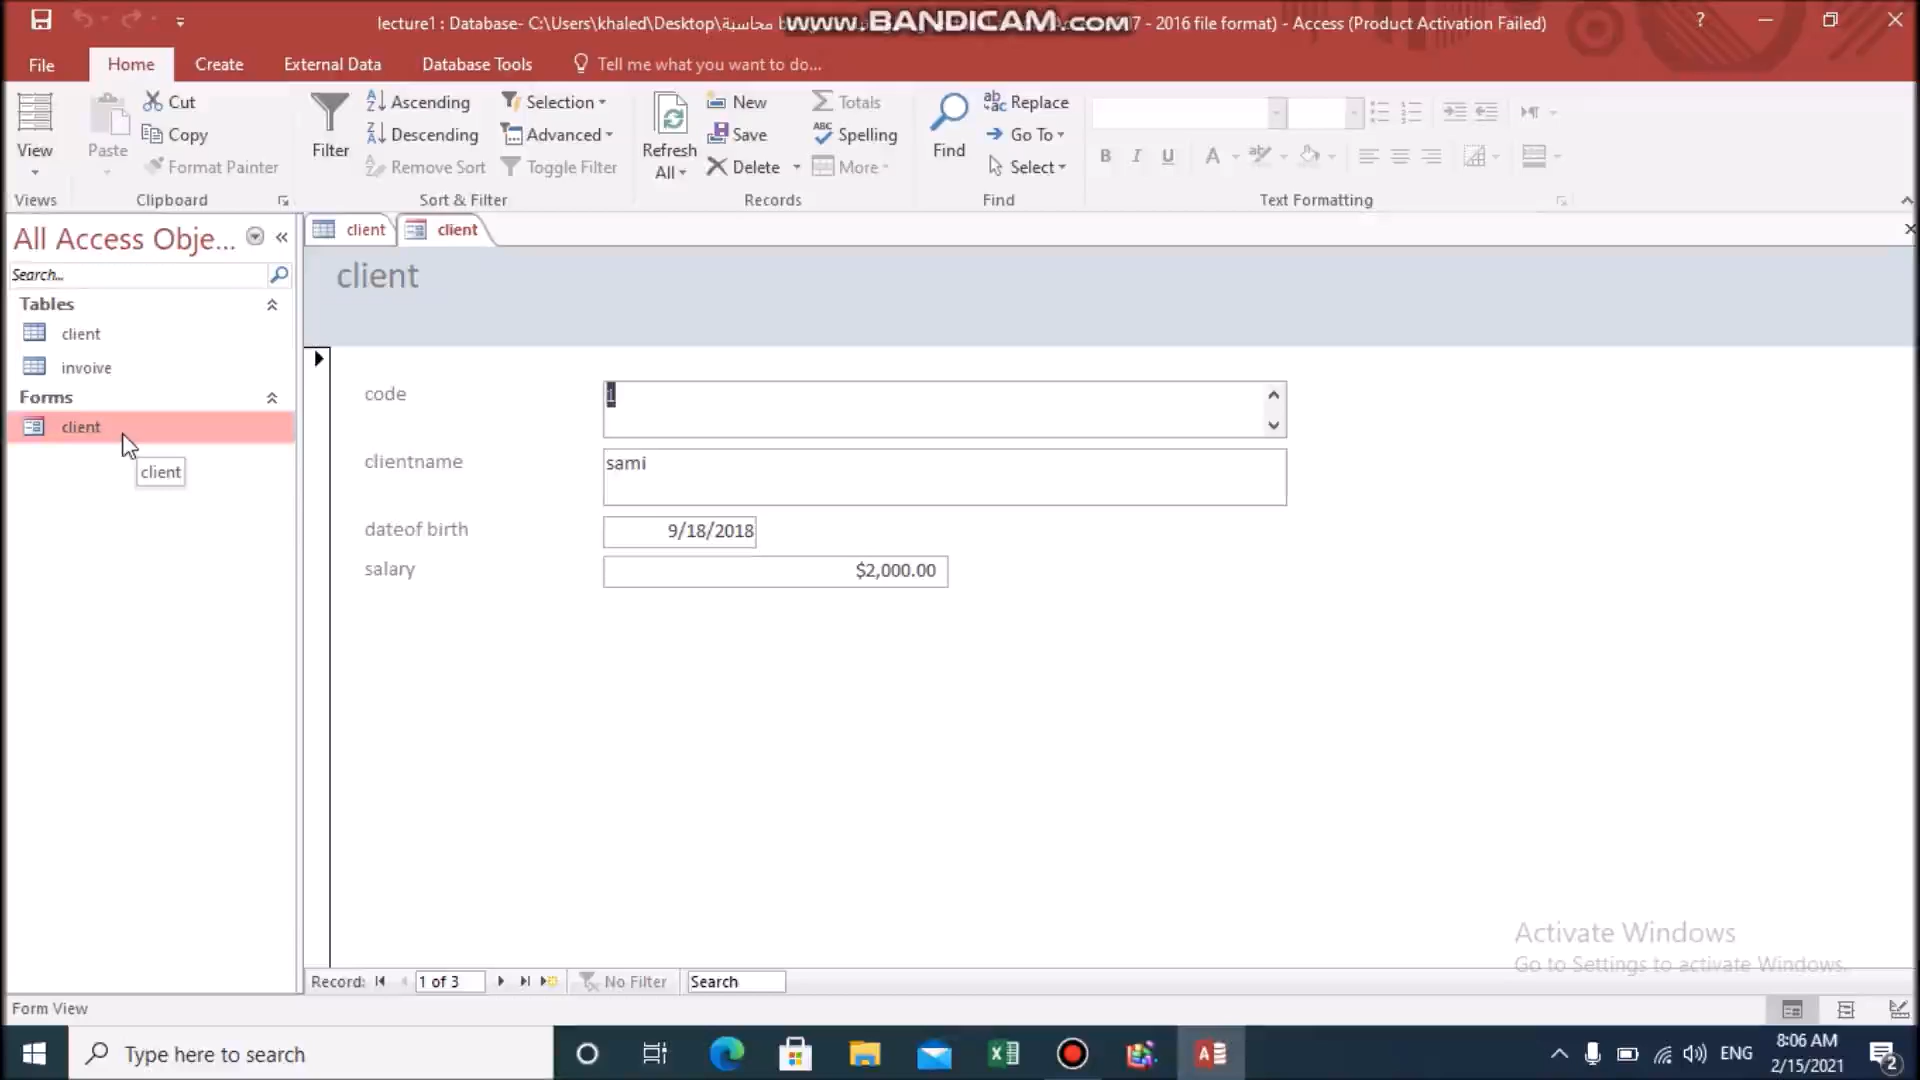 lecture1 : Database- C:\Users\khaled\Desktop\محاسبة
www.BANDICAM.com
7 - 2016 file format) - Access (Product Activation Failed)
?
File
Home
Create
External Data
Database Tools
Tell me what you want to do...
View
Paste
Cut
Copy
Format Painter
Filter
Ascending
Descending
Remove Sort
Selection
Advanced
Toggle Filter
Refresh
All
New
Save
Delete
Totals
Spelling
More
Find
Replace
Go To
Select
B I U A
Views
Clipboard
Sort & Filter
Records
Find
Text Formatting
All Access Obje...
Search...
Tables
client
invoive
Forms
client
client
client
client
client
code
1
clientname
sami
dateof birth
9/18/2018
salary
$2,000.00
Activate Windows
Go to Settings to activate Windows.
Record:
1 of 3
No Filter
Search
Form View
Type here to search
ENG
8:06 AM
2/15/2021
2